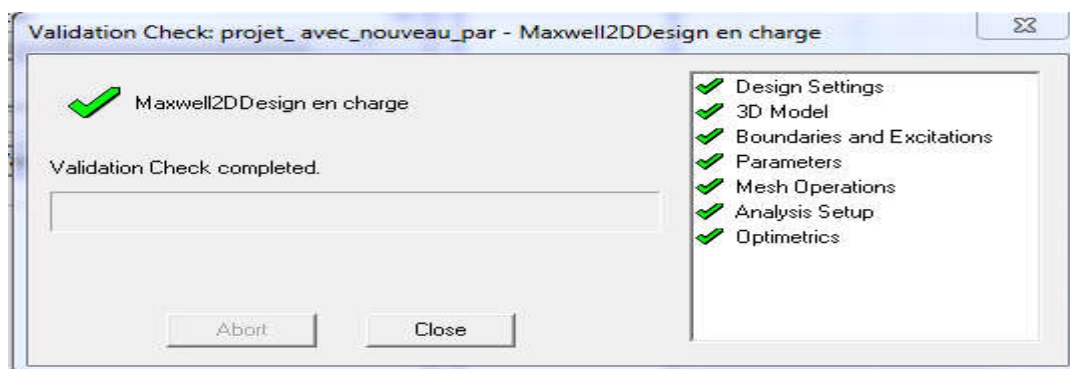 Validation Check: projet_ avec_nouveau_par - Maxwell2DDesign en charge
Maxwell2DDesign en charge
Validation Check completed.
Abort
Close
Design Settings
3D Model
Boundaries and Excitations
Parameters
Mesh Operations
Analysis Setup
Optimetrics